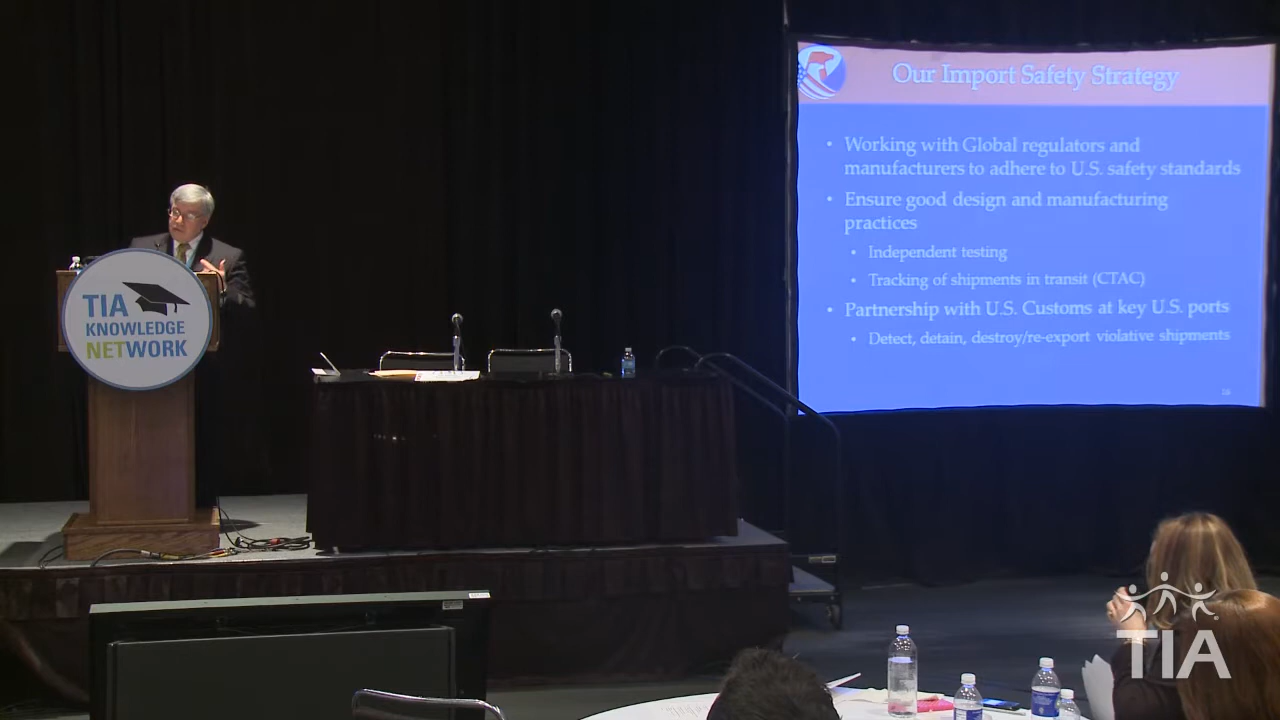 TIA
KNOWLEDGE
NETWORK
Our Import Safety Strategy
• Working with Global regulators and
manufacturers to adhere to U.S. safety standards
• Ensure good design and manufacturing
practices
• Independent testing
• Tracking of shipments in transit (CTAC)
• Partnership with U.S. Customs at key U.S. ports
• Detect, detain, destroy/re-export violative shipments
TIA